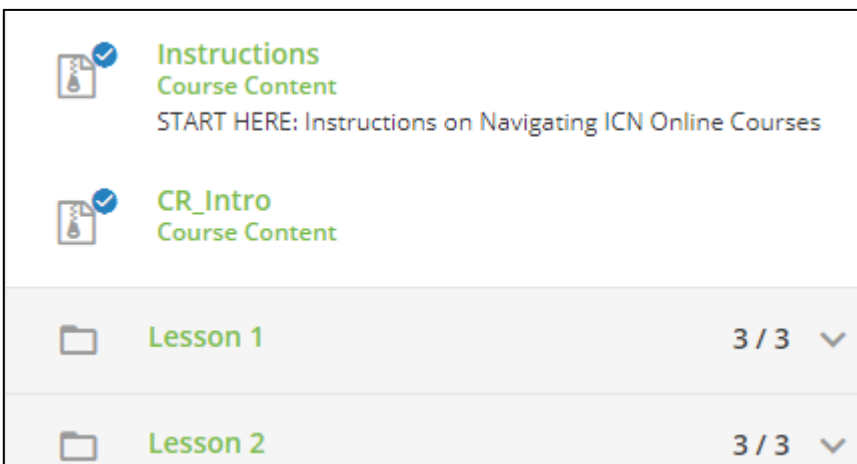 Instructions
Course Content
START HERE: Instructions on Navigating ICN Online Courses
CR_Intro
Course Content
Lesson 1 3 / 3
Lesson 2 3 / 3